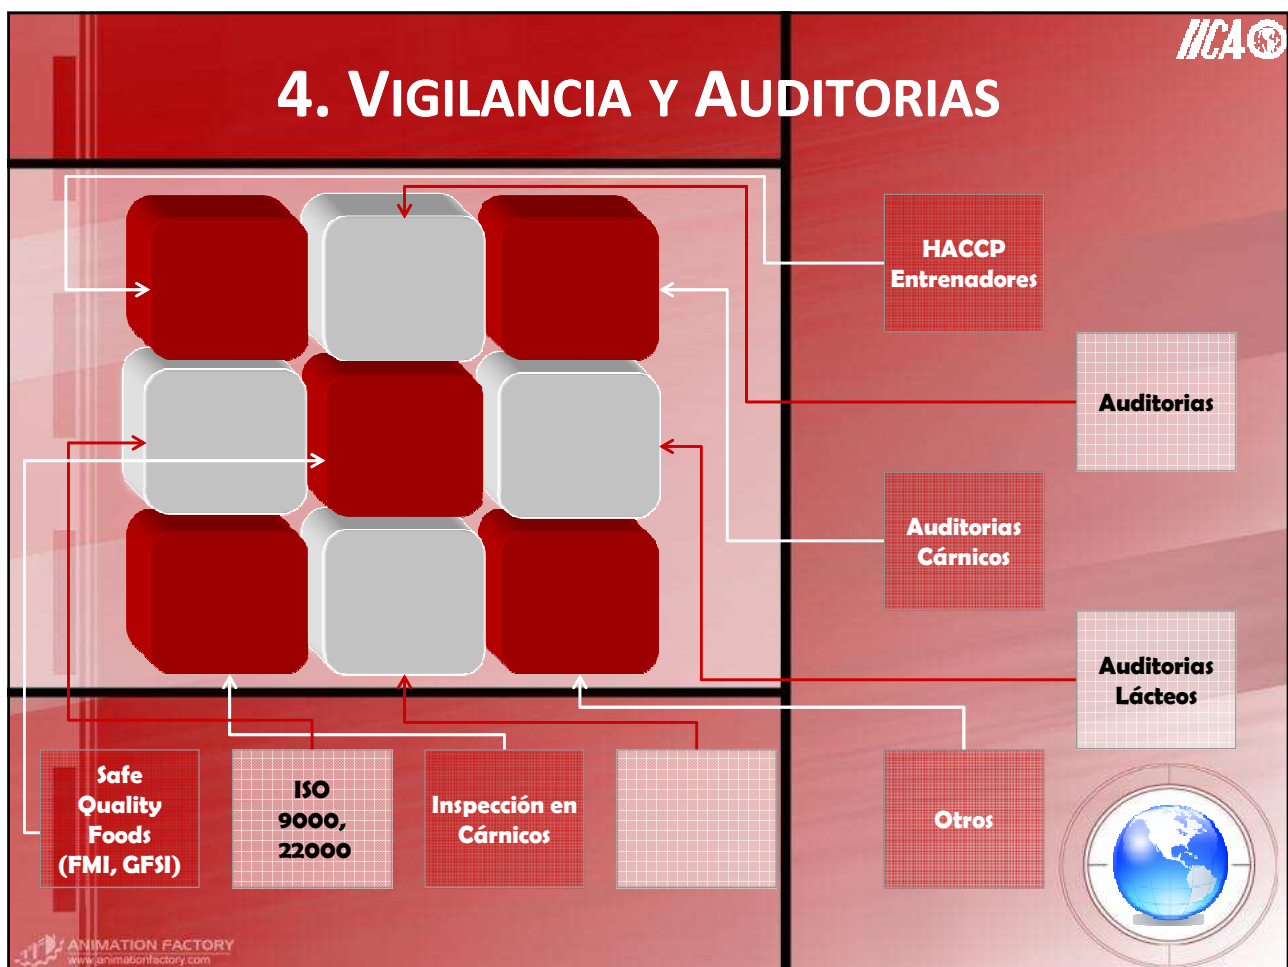 IICA
4. VIGILANCIA Y AUDITORIAS
HACCP
Entrenadores
Auditorias
Auditorias
Cárnicos
Auditorias
Lácteos
Safe
Quality
Foods
(FMI, GFSI)
ISO
9000,
22000
Inspección en
Cárnicos
Otros
ANIMATION FACTORY
www.animationfactory.com